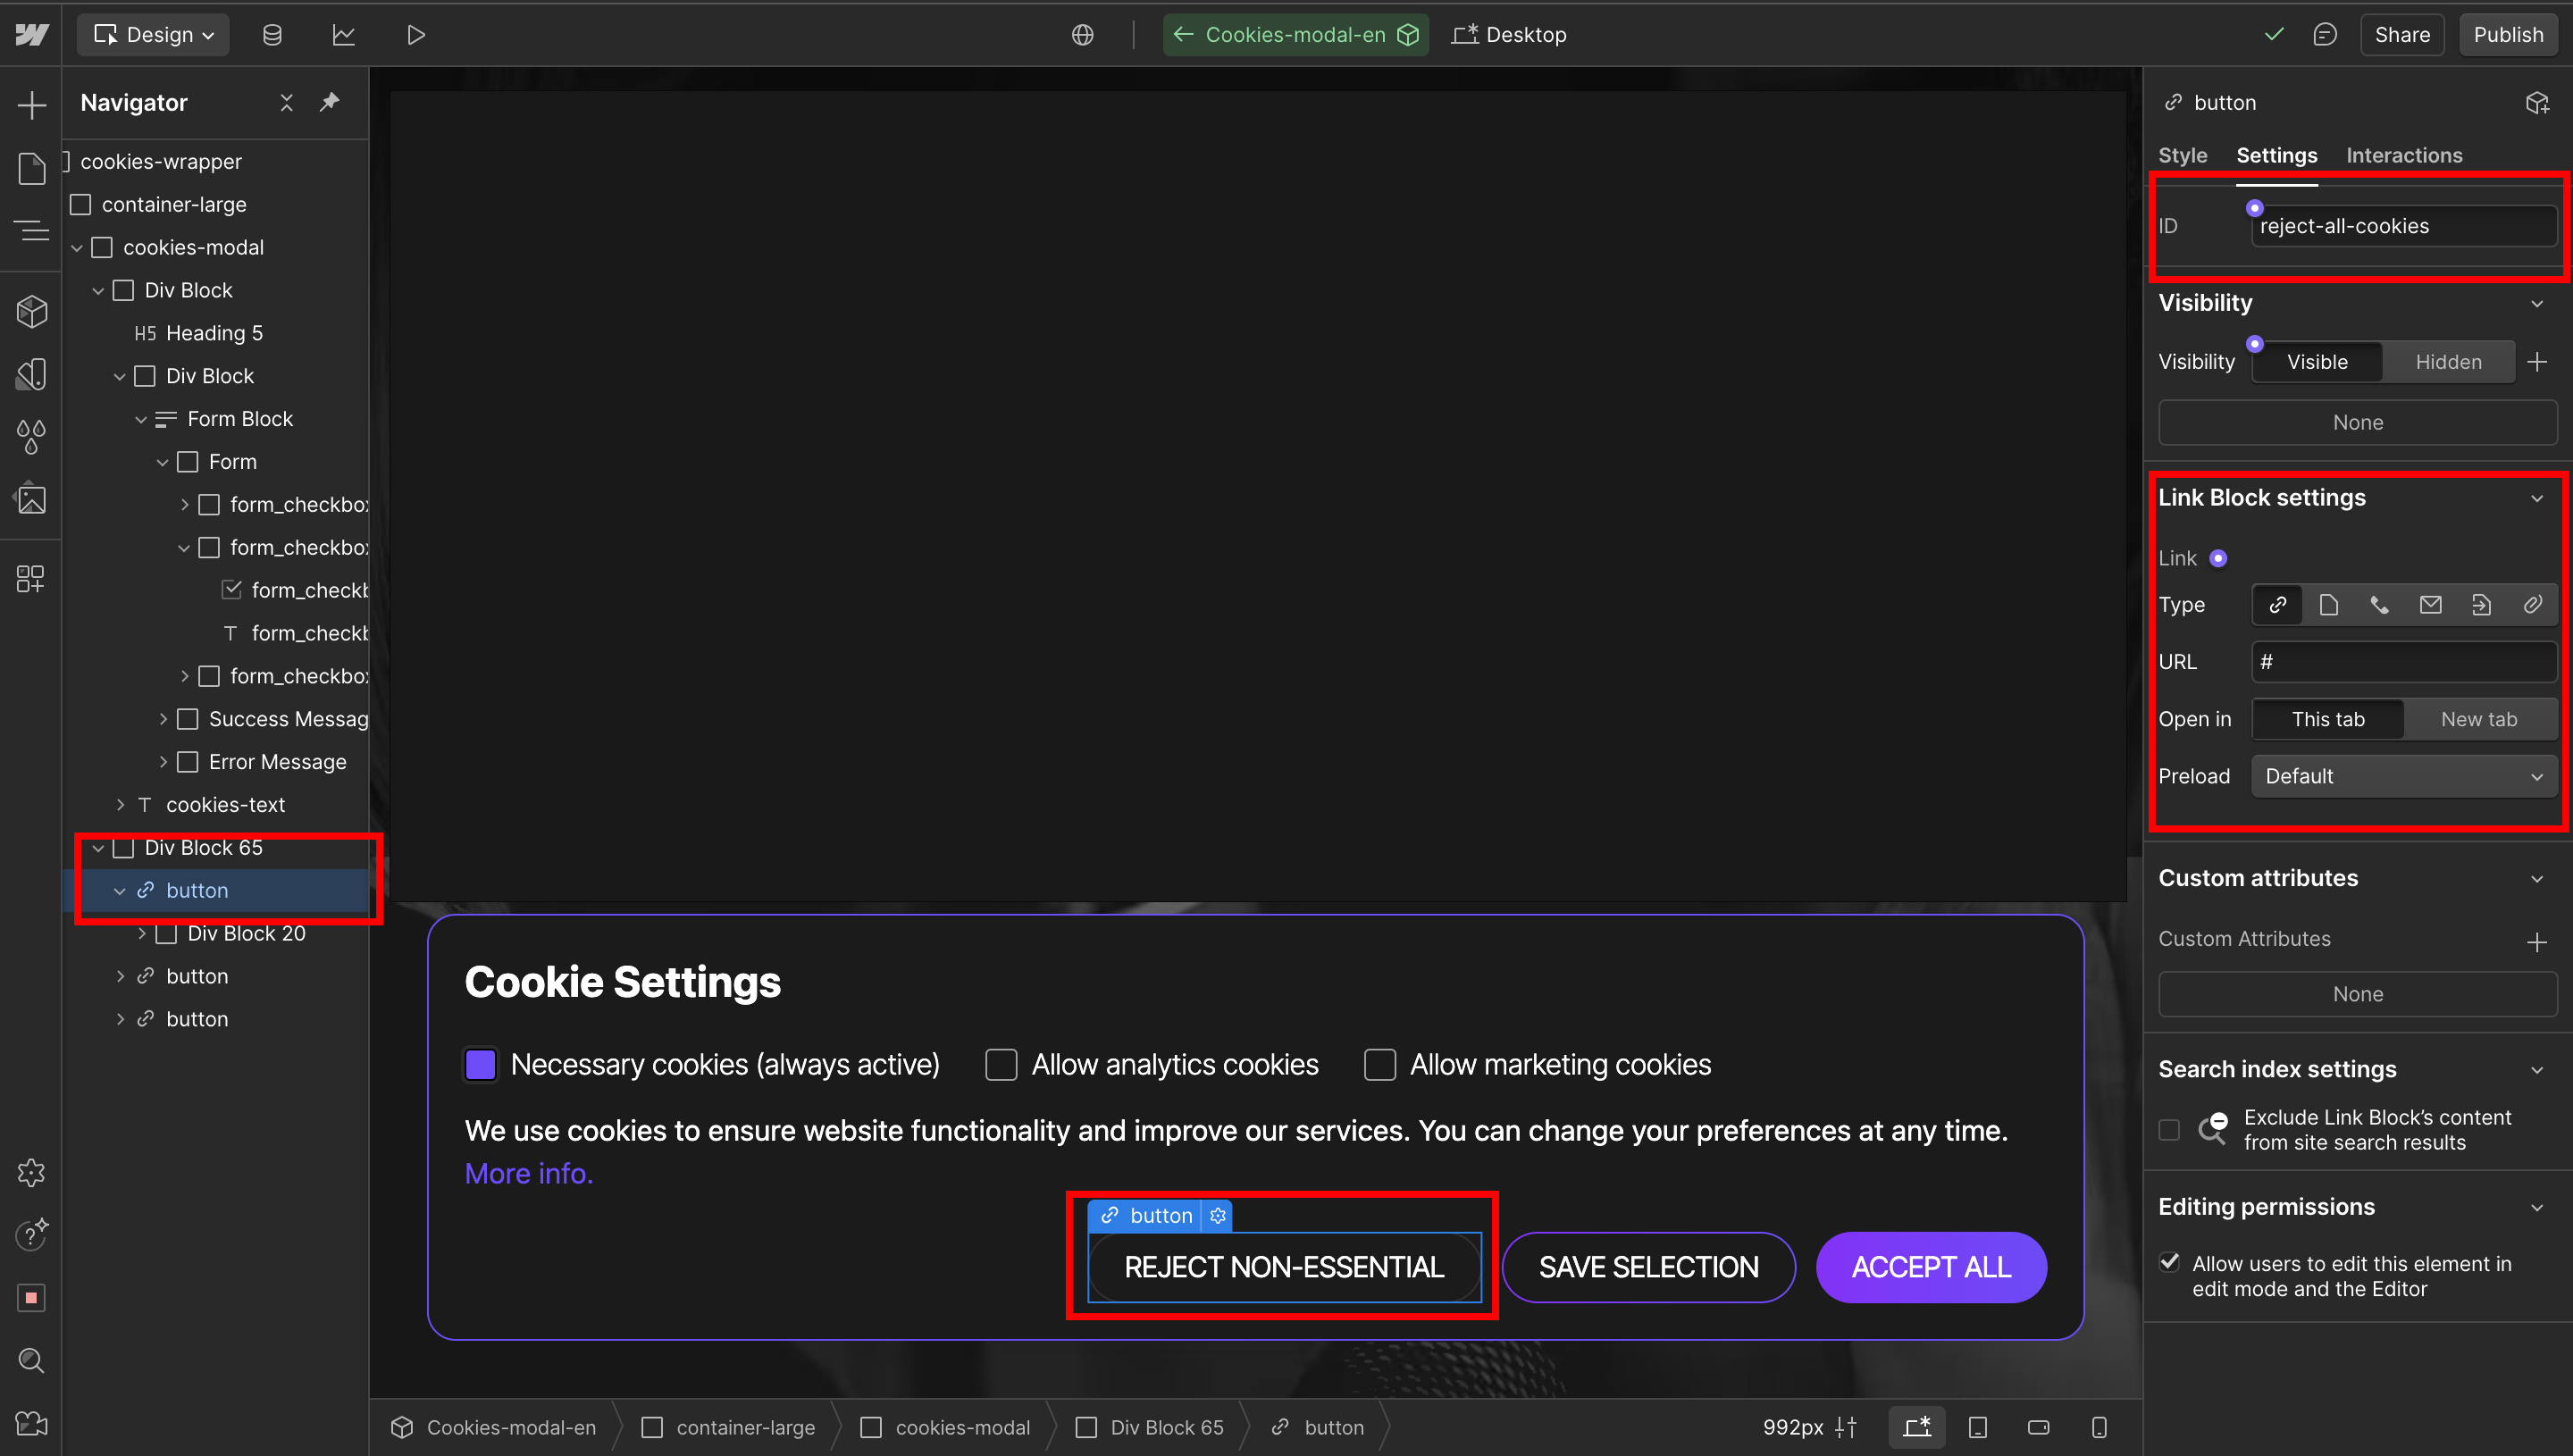 Design
Cookies-modal-en
Desktop
Share
Publish
Navigator
cookies-wrapper
container-large
cookies-modal
Div Block
H5 Heading 5
Div Block
Form Block
Form
form_checkbox
form_checkbox
form_checkb
T form_checkb
form_checkbox
Success Messag
Error Message
T cookies-text
Div Block 65
button
Div Block 20
button
button
Cookie Settings
Necessary cookies (always active)
Allow analytics cookies
Allow marketing cookies
We use cookies to ensure website functionality and improve our services. You can change your preferences at any time.
More info.
button
REJECT NON-ESSENTIAL
SAVE SELECTION
ACCEPT ALL
Cookies-modal-en
container-large
cookies-modal
Div Block 65
button
992px
button
Style
Settings
Interactions
ID
reject-all-cookies
Visibility
Visibility
Visible
Hidden
None
Link Block settings
Link
Type
URL
#
Open in
This tab
New tab
Preload
Default
Custom attributes
Custom Attributes
None
Search index settings
Exclude Link Block's content
from site search results
Editing permissions
Allow users to edit this element in
edit mode and the Editor